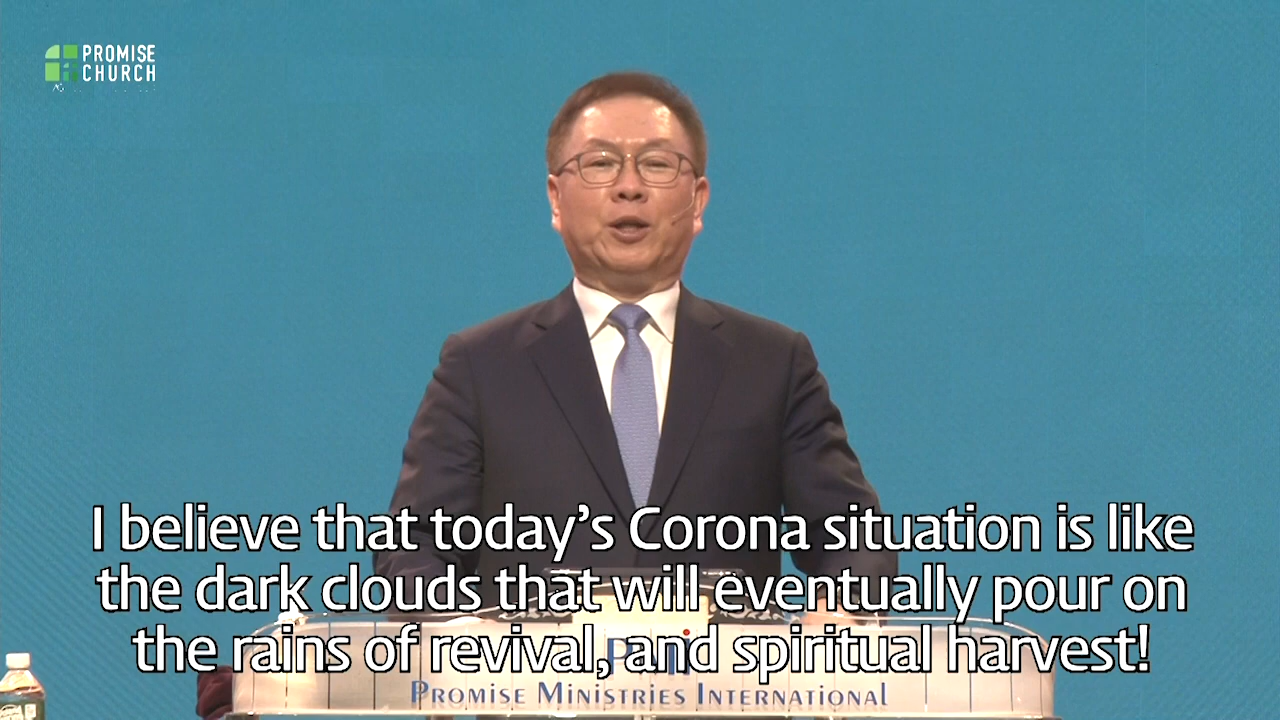 PROMISE
CHURCH
AG
I believe that today's Corona situation is like
the dark clouds that will eventually pour on
the rains of revival, and spiritual harvest!
PROMISE MINISTRIES INTERNATIONAL